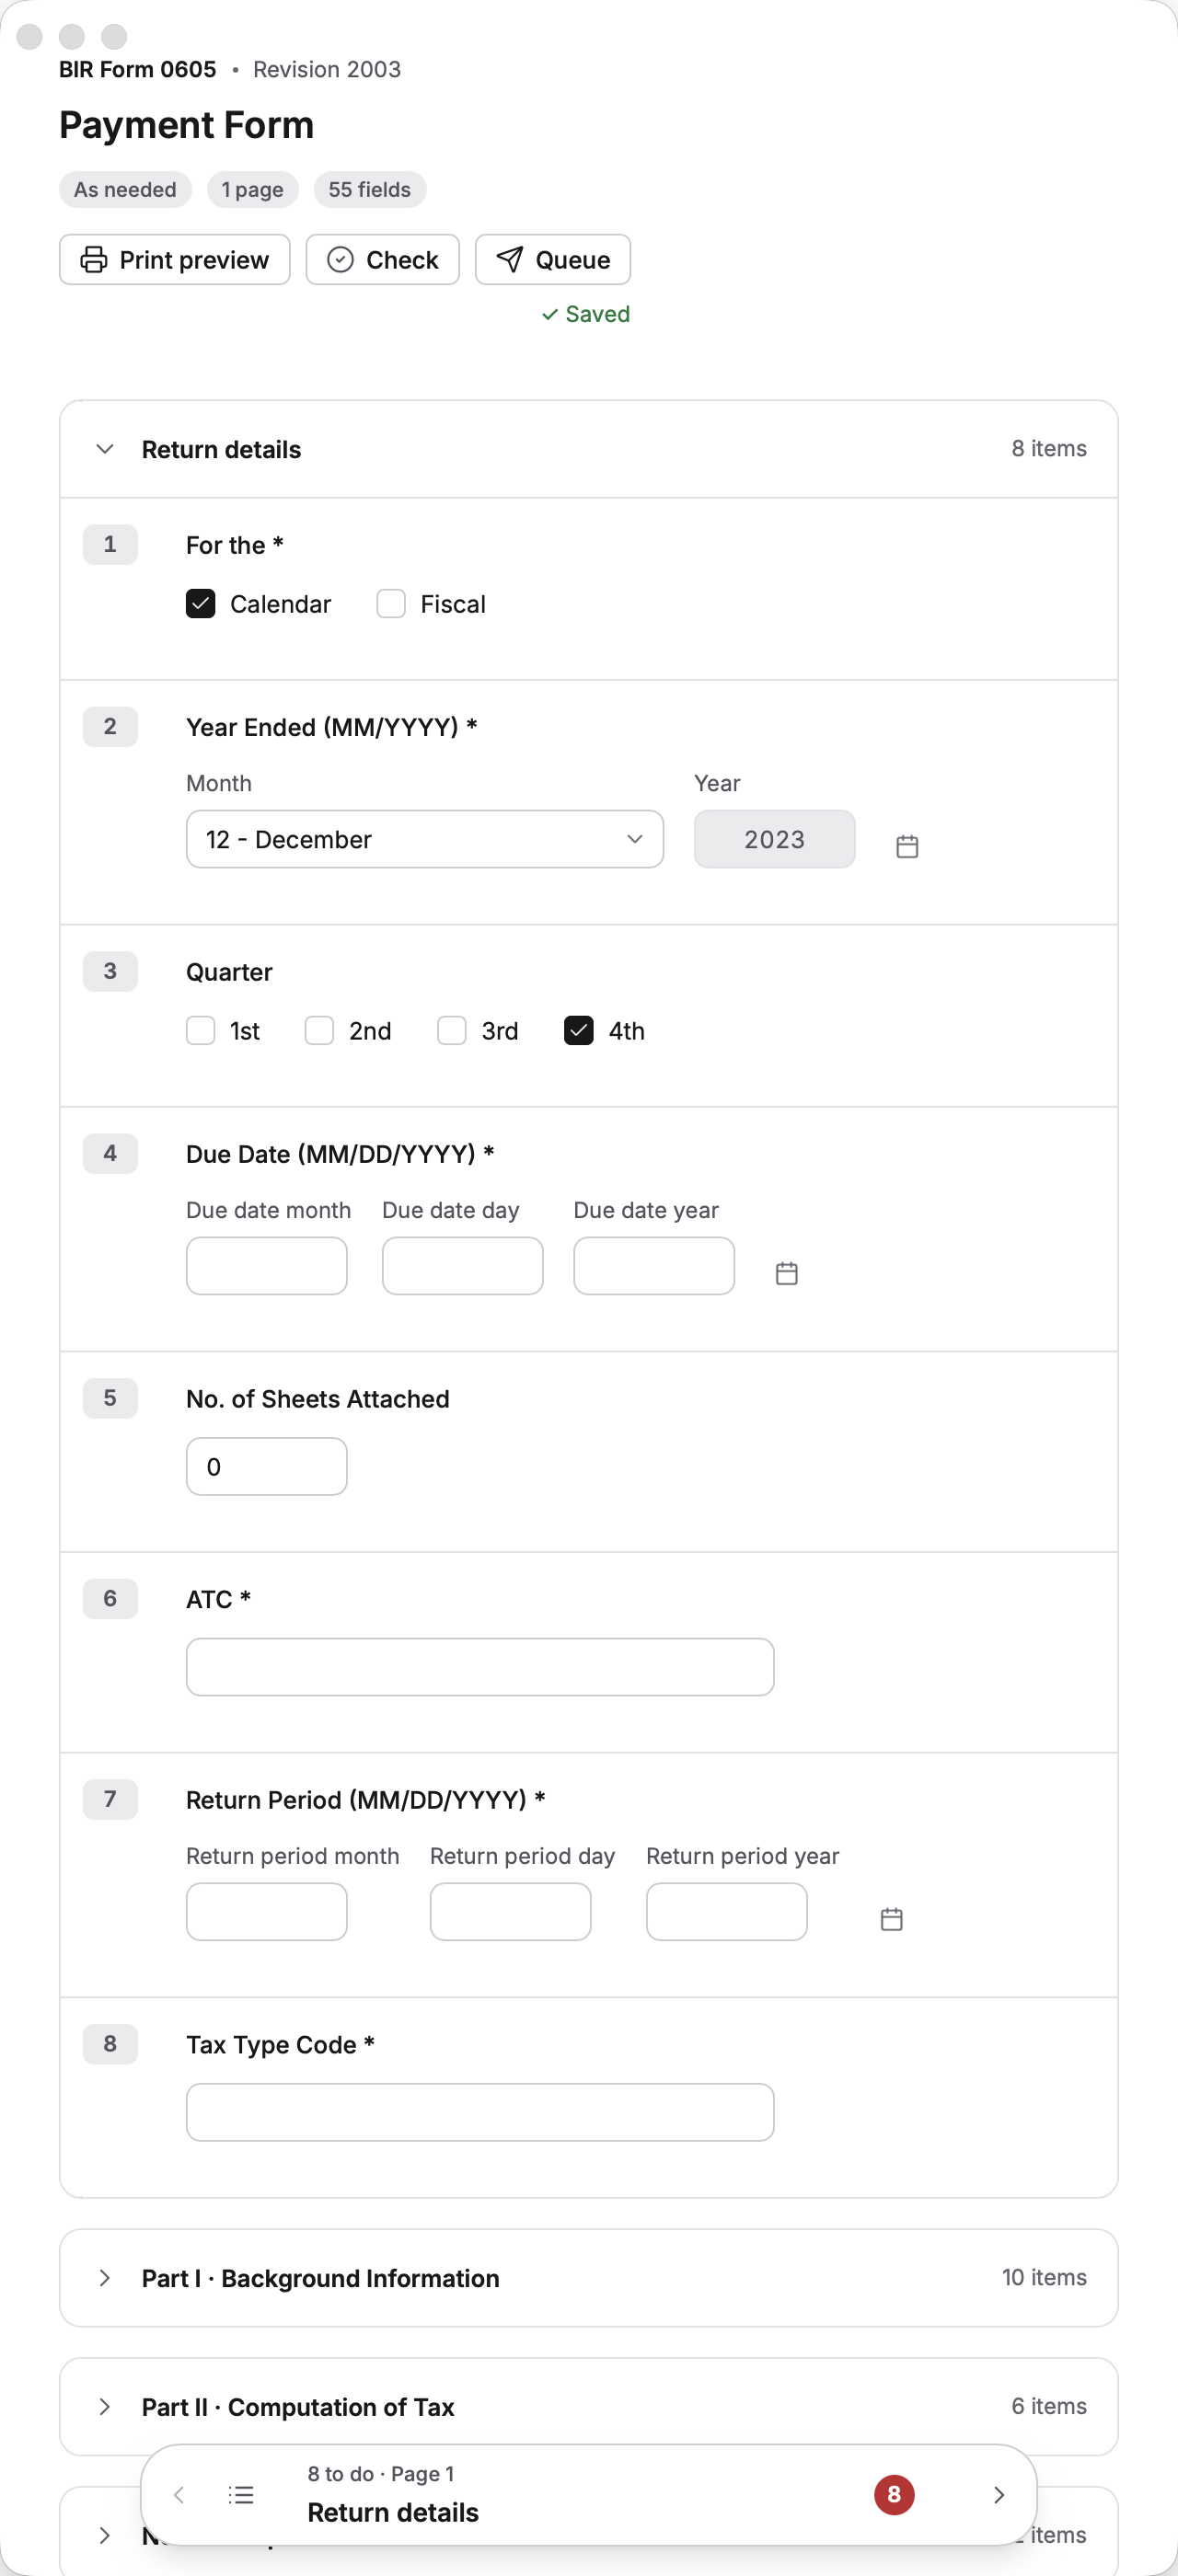 BIR Form 0605 • Revision 2003
Payment Form
As needed 1 page 55 fields
Print preview Check Queue
Saved
Return details 8 items
1 For the *
Calendar Fiscal
2 Year Ended (MM/YYYY) *
Month Year
12 - December 2023
3 Quarter
1st 2nd 3rd 4th
4 Due Date (MM/DD/YYYY) *
Due date month Due date day Due date year
5 No. of Sheets Attached
0
6 ATC *
7 Return Period (MM/DD/YYYY) *
Return period month Return period day Return period year
8 Tax Type Code *
Part I · Background Information 10 items
Part II · Computation of Tax 6 items
8 to do · Page 1
Return details 8
items